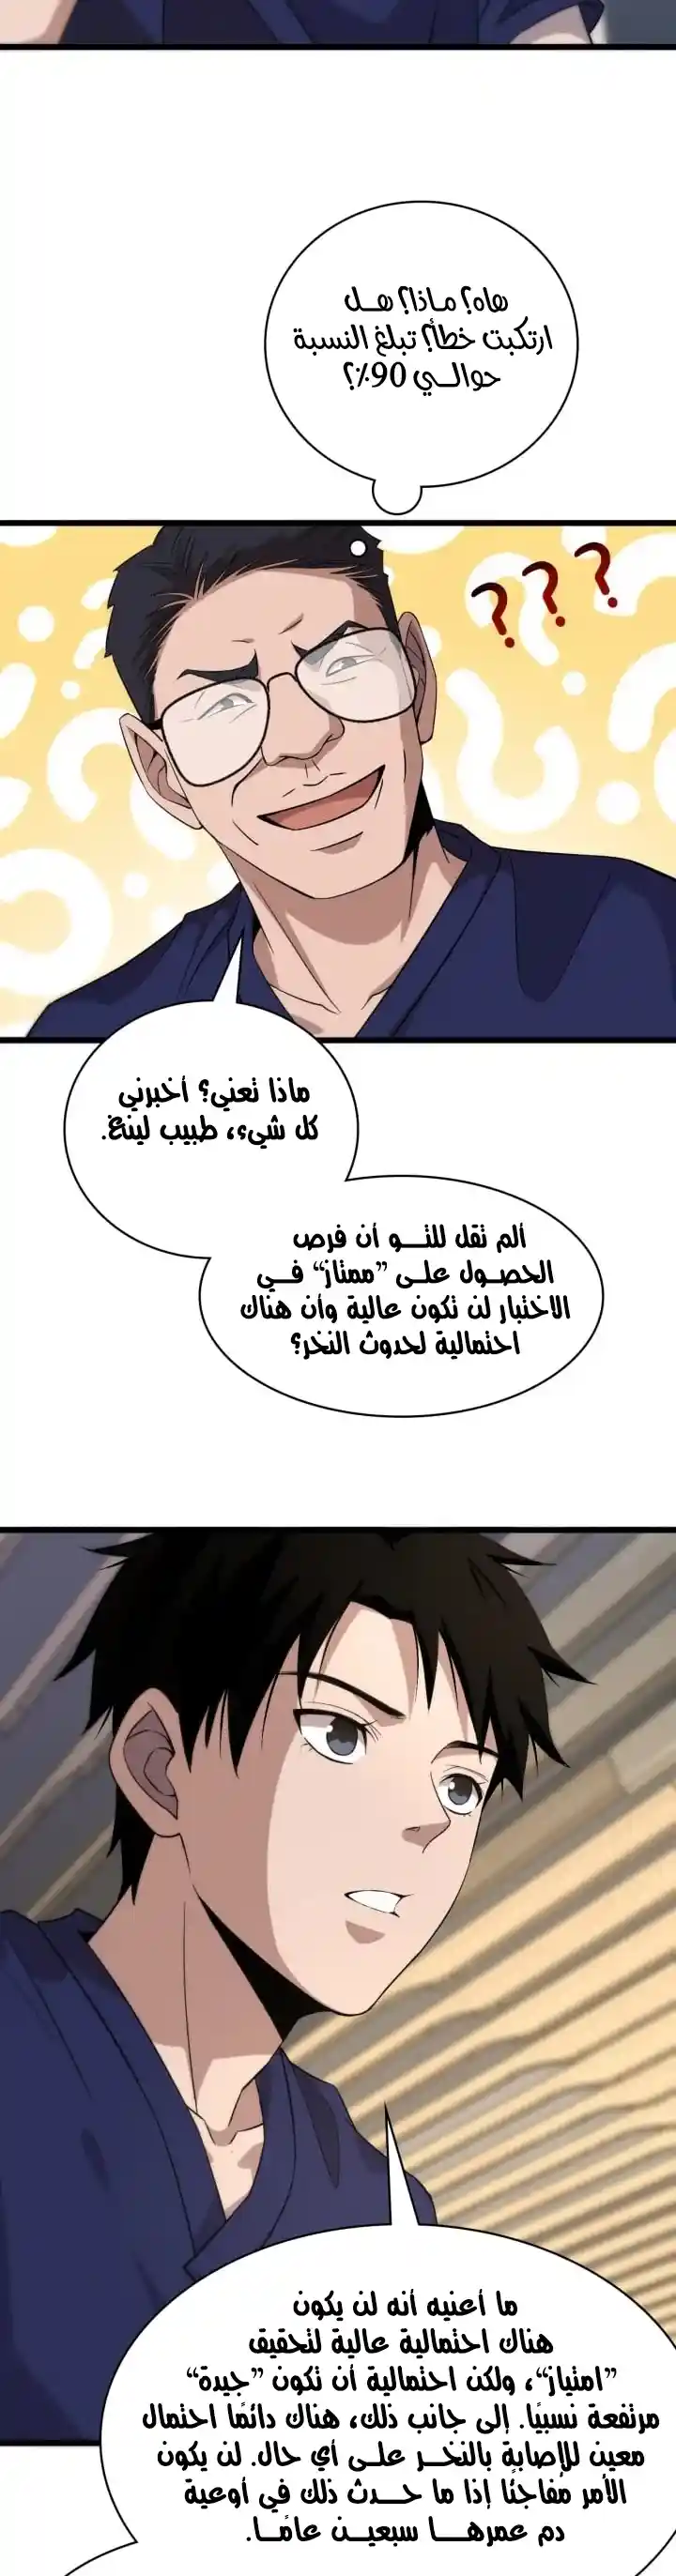 هاه؟ ماذا؟ هل
ارتكبت خطأ؟ تبلغ النسبة
حوالي 90٪؟
???
ماذا تعني؟ أخبرني
كل شيء، طبيب لينغ.
ألم تقل للتو أن فرص
الحصول على "ممتاز" في
الاختبار لن تكون عالية وأن هناك
احتمالية لحدوث النخر؟
ما أعنيه أنه لن يكون
هناك احتمالية عالية لتحقيق
"امتياز"، ولكن احتمالية أن تكون "جيدة"
مرتفعة نسبيًا. إلى جانب ذلك، هناك دائمًا احتمال
معين للإصابة بالنخر على أي حال. لن يكون
الأمر مُفاجئًا إذا ما حدث ذلك في أوعية
دم عمرها سبعين عامًا.